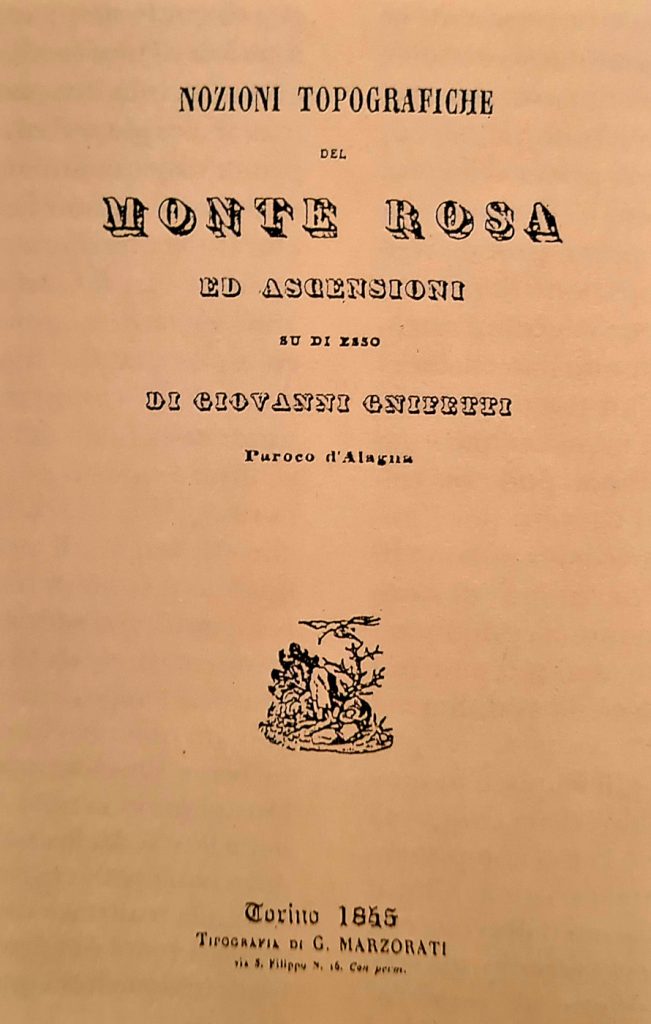 NOZIONI TOPOGRAFICHE
DEL
MONTE ROSA
ED ASCENSIONI
SU DI ESSO
DI GIOVANNI GNIFETTI
Paroco d'Alagna
Torino 1845
TIPOGRAFIA DI G. MARZORATI
via S. Filippo N. 16. Con perm.